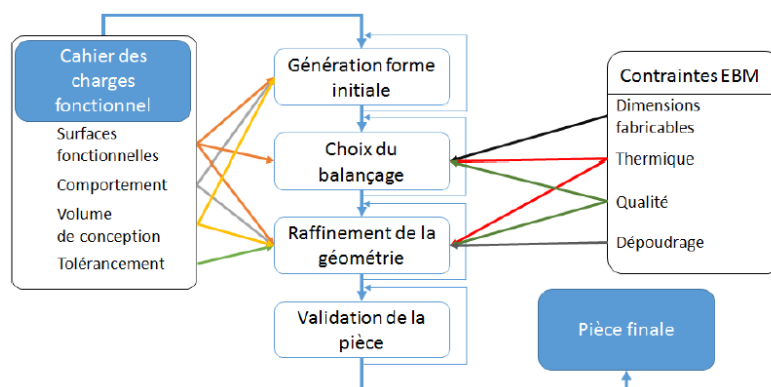 Cahier des
charges
fonctionnel
Surfaces
fonctionnelles
Comportement
Volume
de conception
Tolérancement
Génération forme
initiale
Choix du
balançage
Raffinement de la
géométrie
Validation de la
pièce
Contraintes EBM
Dimensions
fabricables
Thermique
Qualité
Dépoudrage
Pièce finale